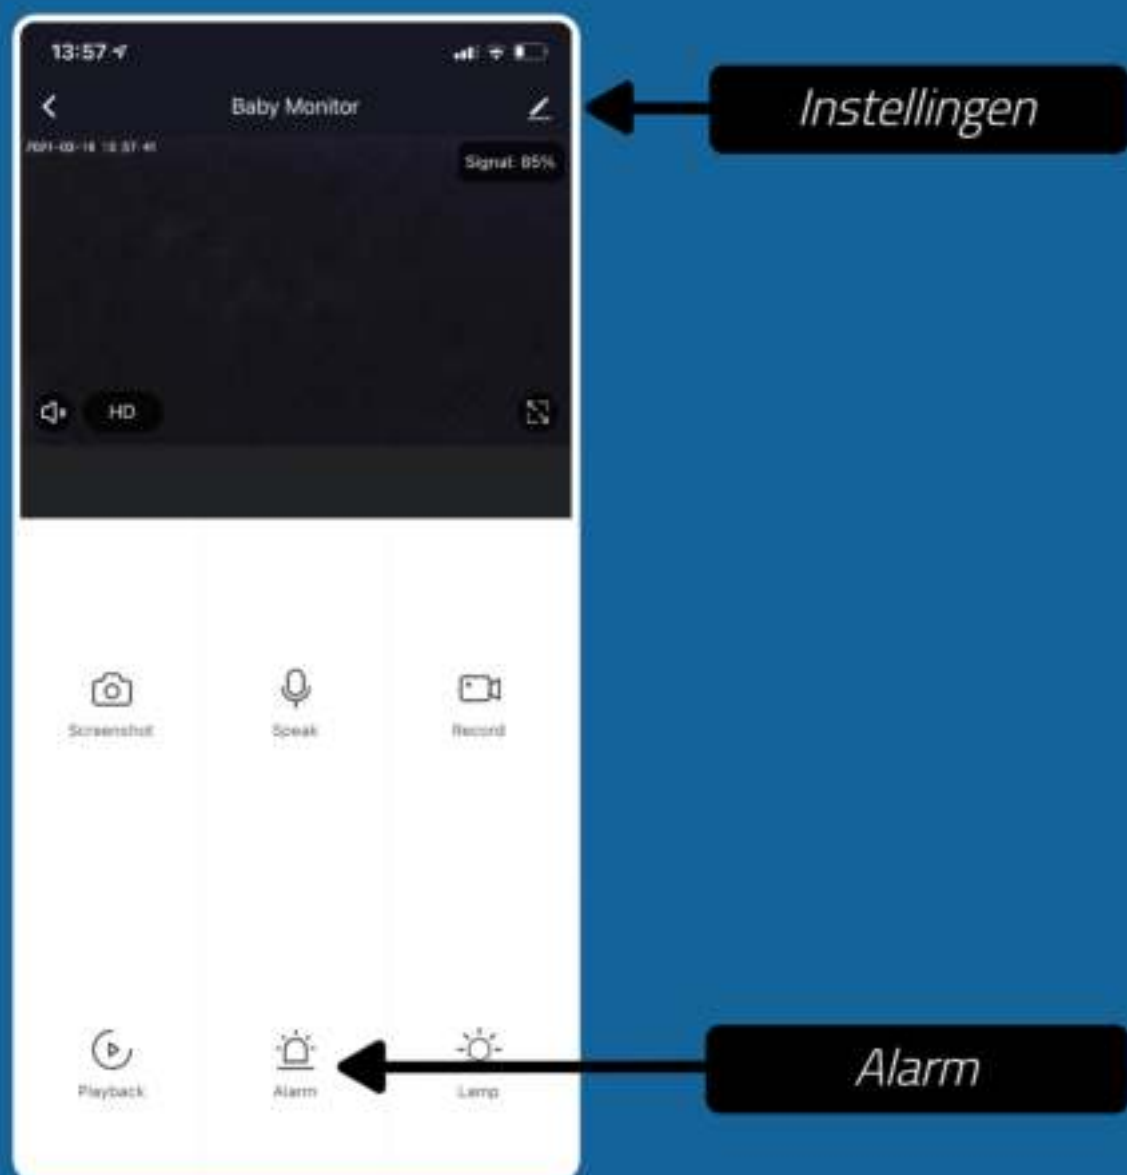 13:57
Baby Monitor
Instellingen
Signal: 85%
HD
Screenshot
Speak
Record
Playback
Alarm
Lamp
Alarm